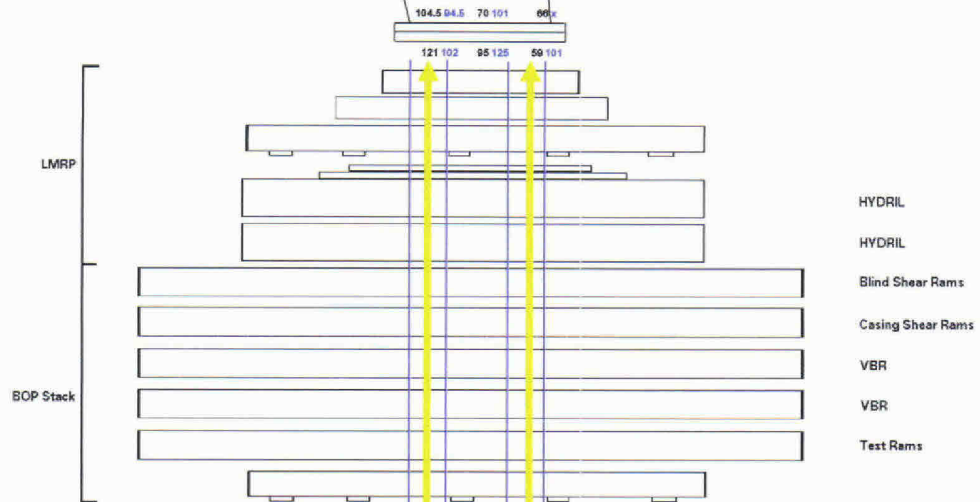 104.5 94.5 70 101 66 x
121 102 95 125 59 101
LMRP
HYDRIL
HYDRIL
Blind Shear Rams
Casing Shear Rams
VBR
BOP Stack
VBR
Test Rams